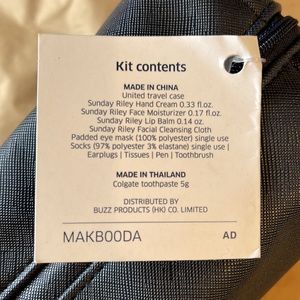 Kit contents
MADE IN CHINA
United travel case
Sunday Riley Hand Cream 0.33 fl.oz.
Sunday Riley Face Moisturizer 0.17 fl.oz.
Sunday Riley Lip Balm 0.14 oz.
Sunday Riley Facial Cleansing Cloth
Padded eye mask (100% polyester) single use
Socks (97% polyester 3% elastane) single use |
Earplugs | Tissues | Pen | Toothbrush
MADE IN THAILAND
Colgate toothpaste 5g
DISTRIBUTED BY
BUZZ PRODUCTS (HK) CO. LIMITED
MAKB00DA AD